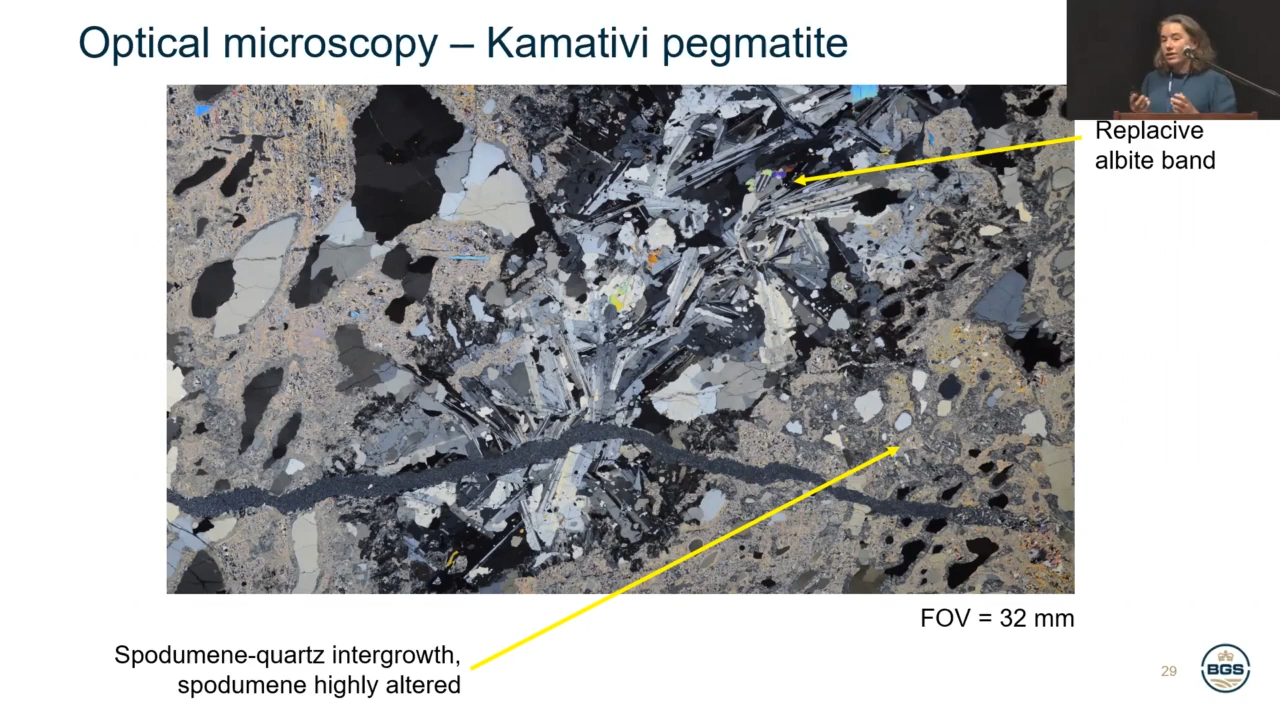 Optical microscopy – Kamativi pegmatite
Replacive
albite band
FOV = 32 mm
Spodumene-quartz intergrowth,
spodumene highly altered
29
BGS